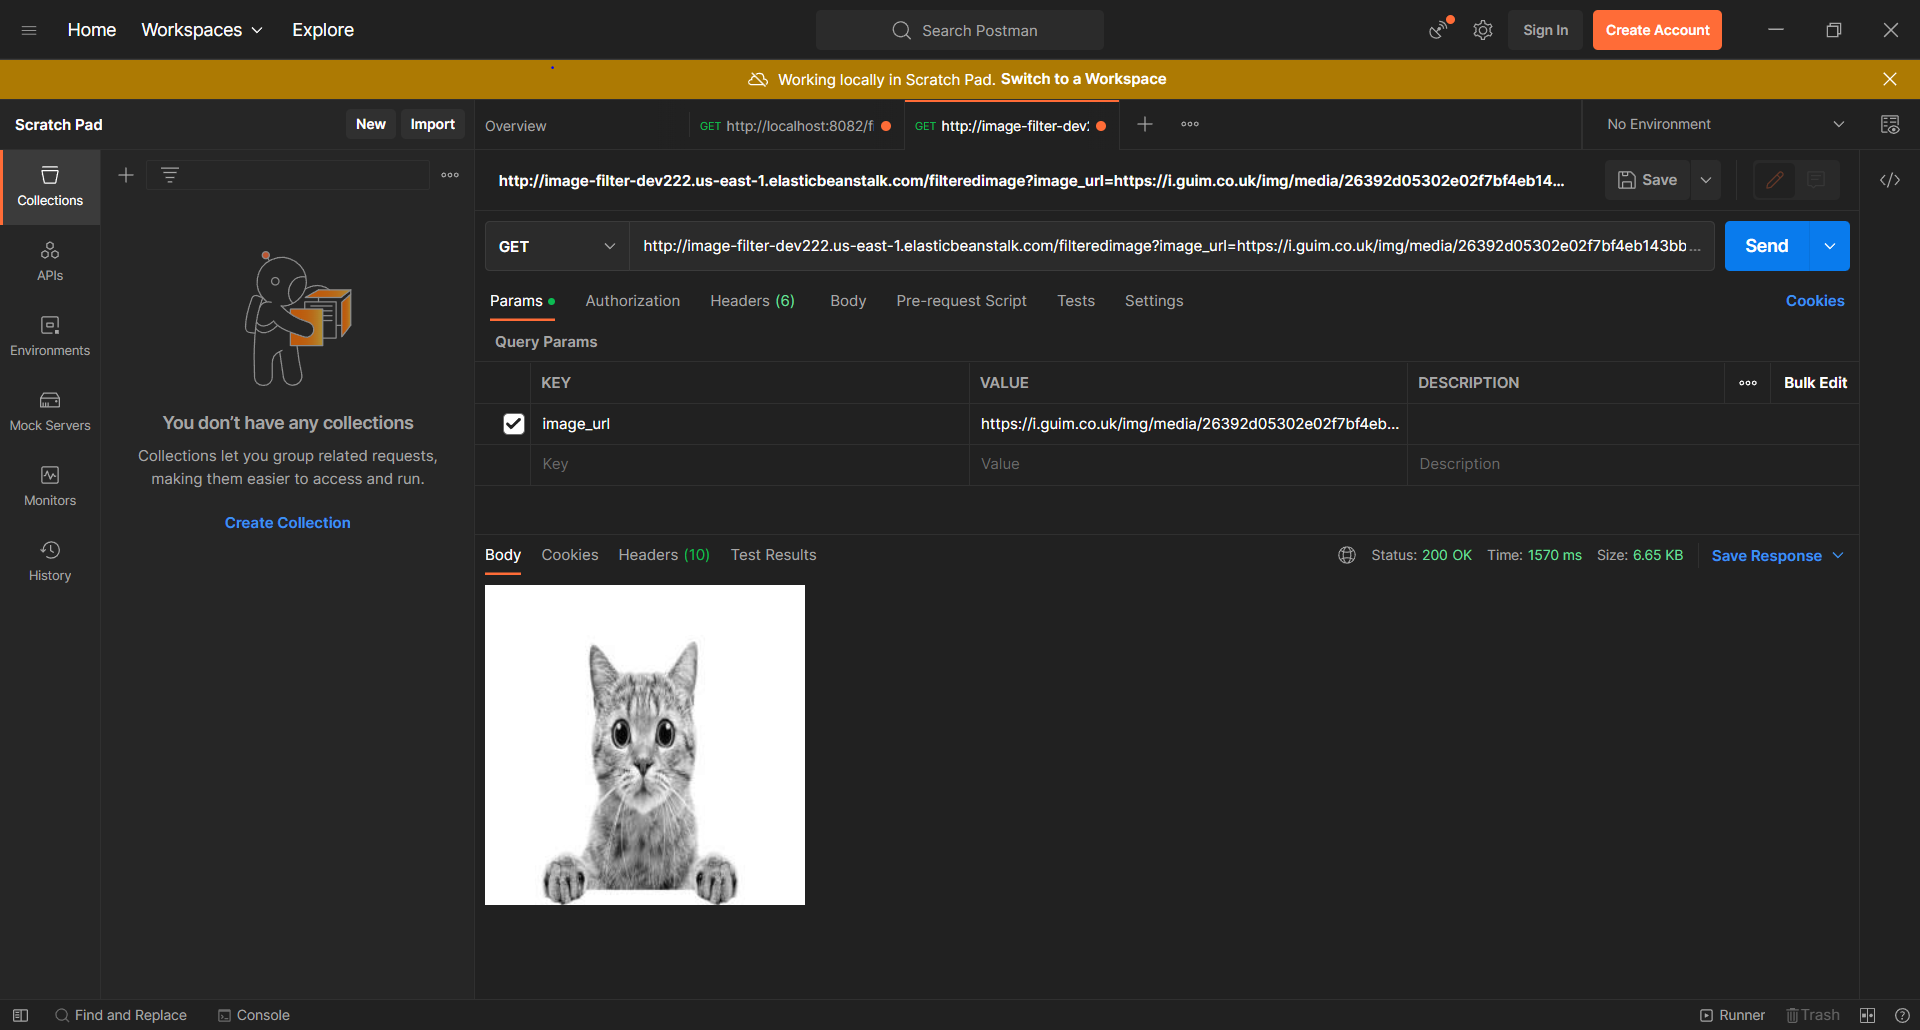 Home Workspaces Explore Search Postman Sign In Create Account
Working locally in Scratch Pad. Switch to a Workspace
Scratch Pad New Import Overview GET http://localhost:8082/fi GET http://image-filter-dev2 No Environment
Collections
APIs
Environments
Mock Servers
Monitors
History
You don't have any collections
Collections let you group related requests,
making them easier to access and run.
Create Collection
http://image-filter-dev222.us-east-1.elasticbeanstalk.com/filteredimage?image_url=https://i.guim.co.uk/img/media/26392d05302e02f7bf4eb14... Save
GET http://image-filter-dev222.us-east-1.elasticbeanstalk.com/filteredimage?image_url=https://i.guim.co.uk/img/media/26392d05302e02f7bf4eb143bb... Send
Params Authorization Headers (6) Body Pre-request Script Tests Settings Cookies
Query Params
KEY VALUE DESCRIPTION Bulk Edit
image_url https://i.guim.co.uk/img/media/26392d05302e02f7bf4eb...
Key Value Description
Body Cookies Headers (10) Test Results Status: 200 OK Time: 1570 ms Size: 6.65 KB Save Response
Find and Replace Console Runner Trash